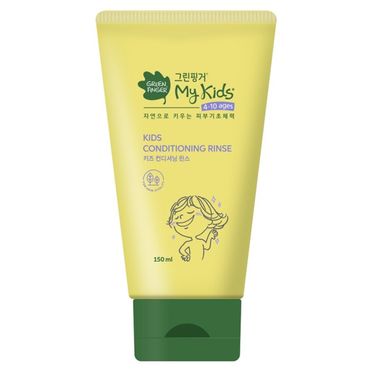 GREEN
FINGER
그린핑거
My Kids
4-10 ages
자연으로 키우는 피부기초체력
KIDS
CONDITIONING RINSE
키즈 컨디셔닝 린스
150 ml